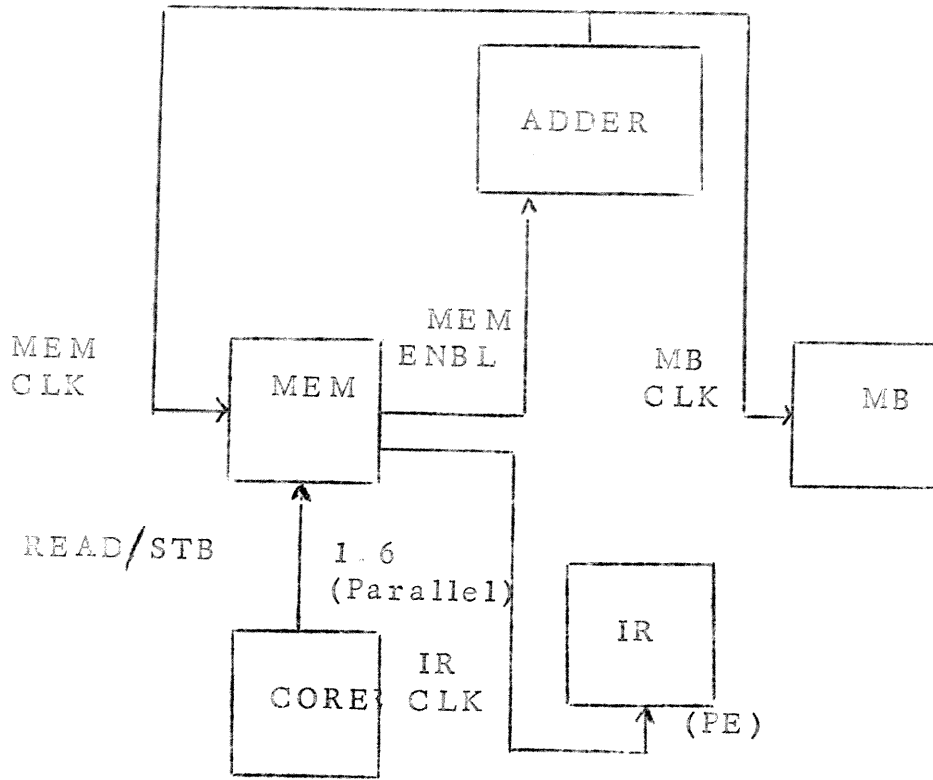 ADDER
MEM
ENBL
MEM
CLK
MEM
MB
CLK
MB
READ/STB
1.6
(Parallel)
IR
CORE
IR
CLK
(PE)